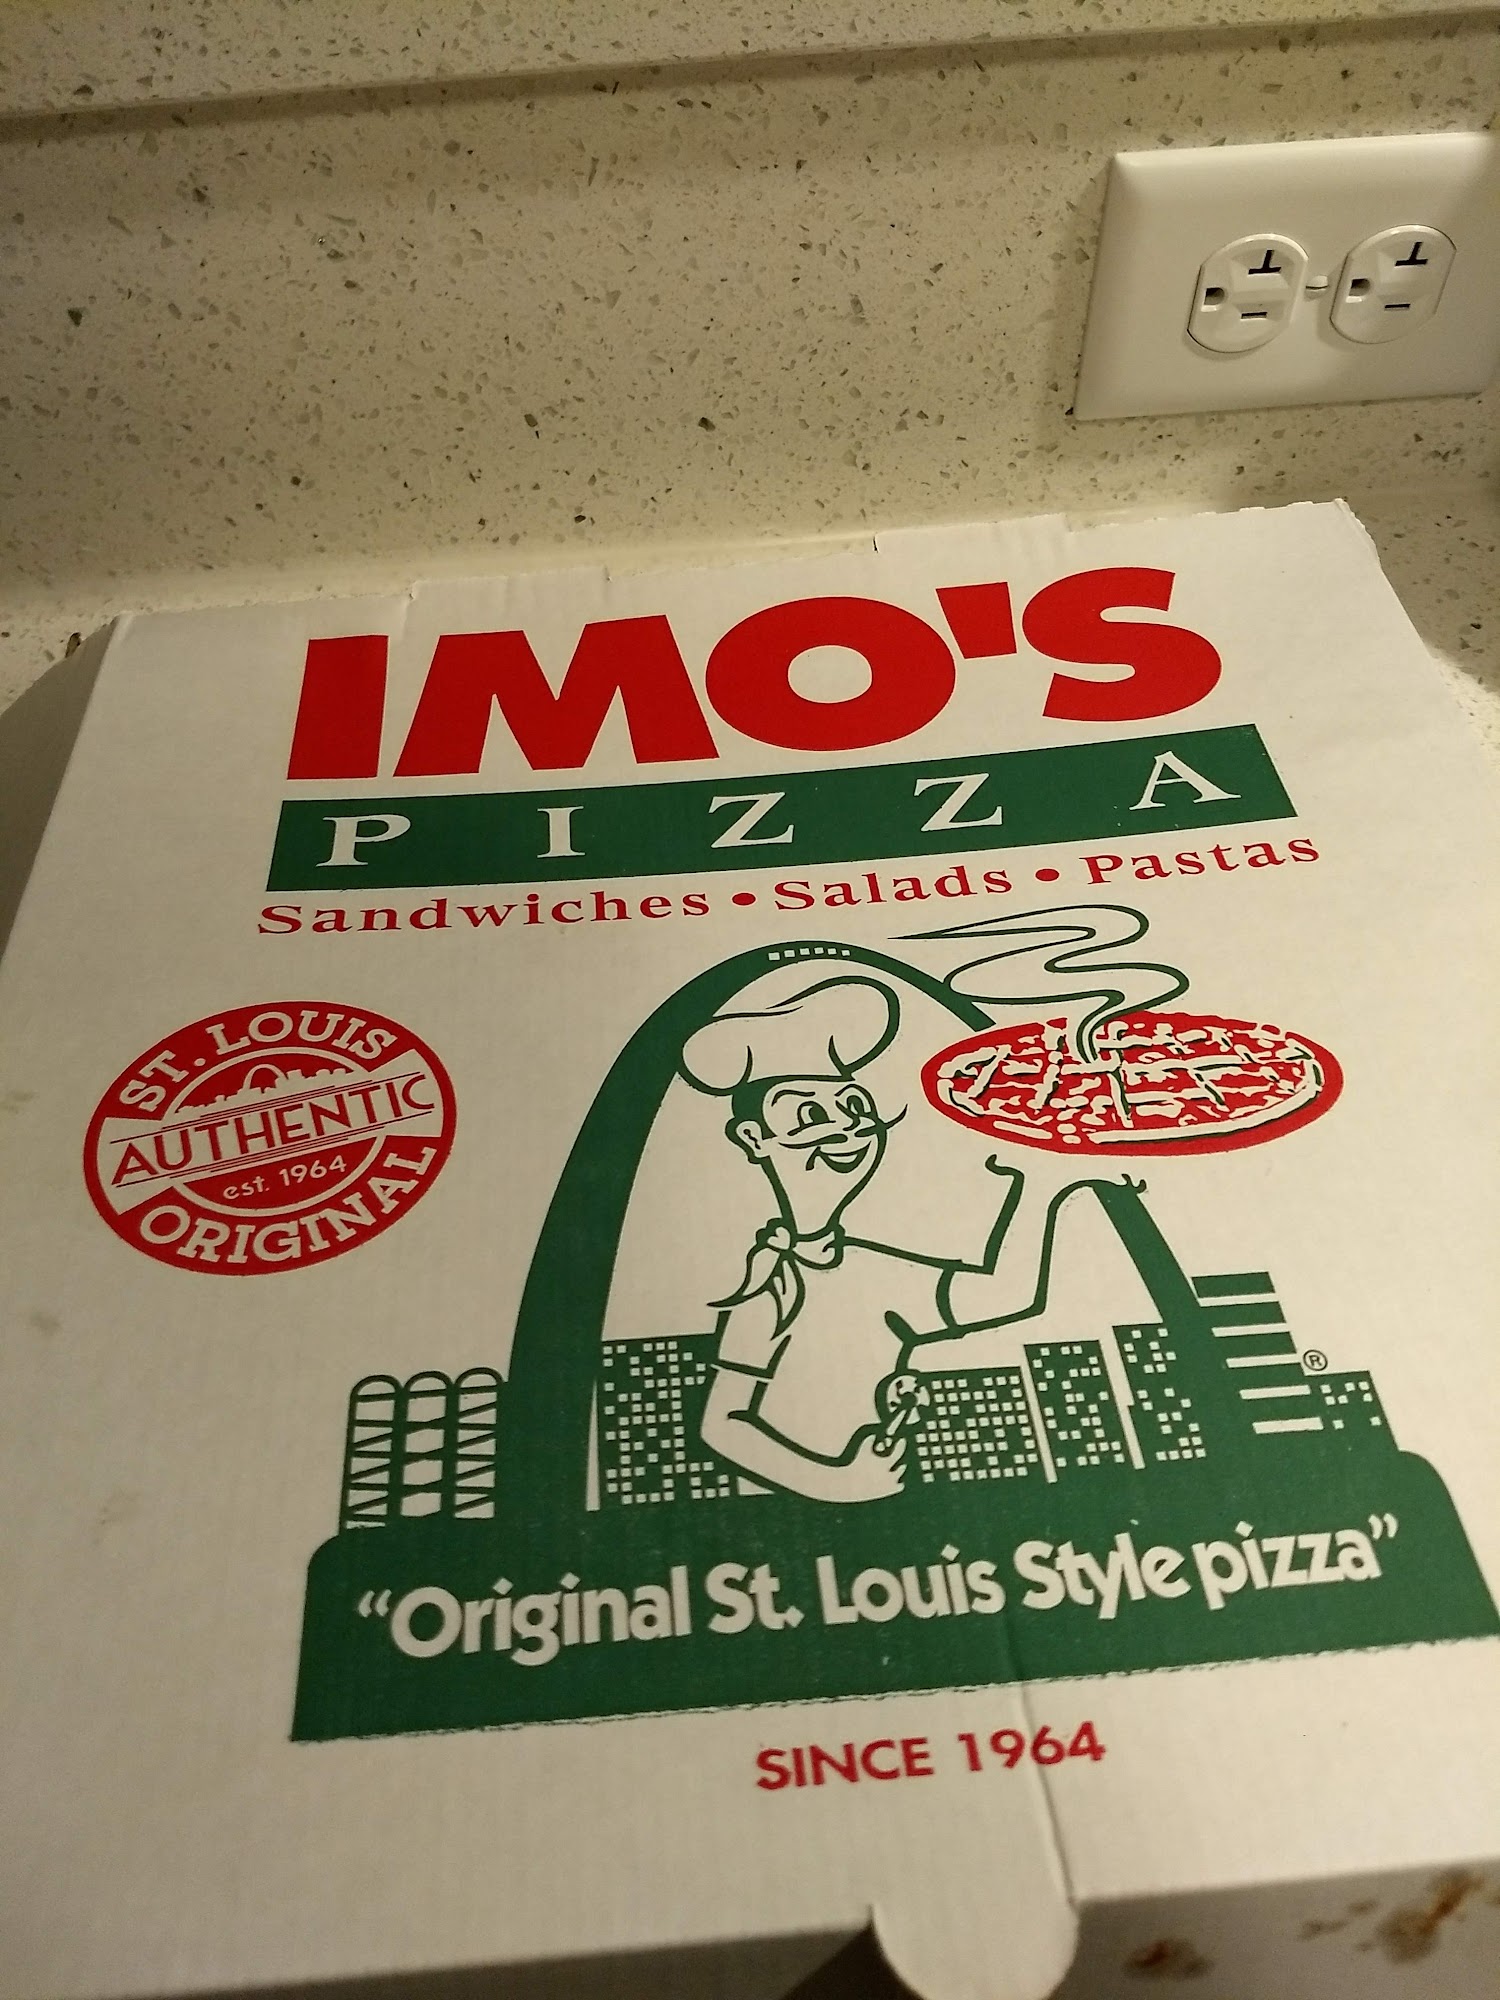 IMO'S
PIZZA
Sandwiches • Salads • Pastas
ST. LOUIS
AUTHENTIC
est. 1964
ORIGINAL
®
"Original St. Louis Style pizza"
SINCE 1964